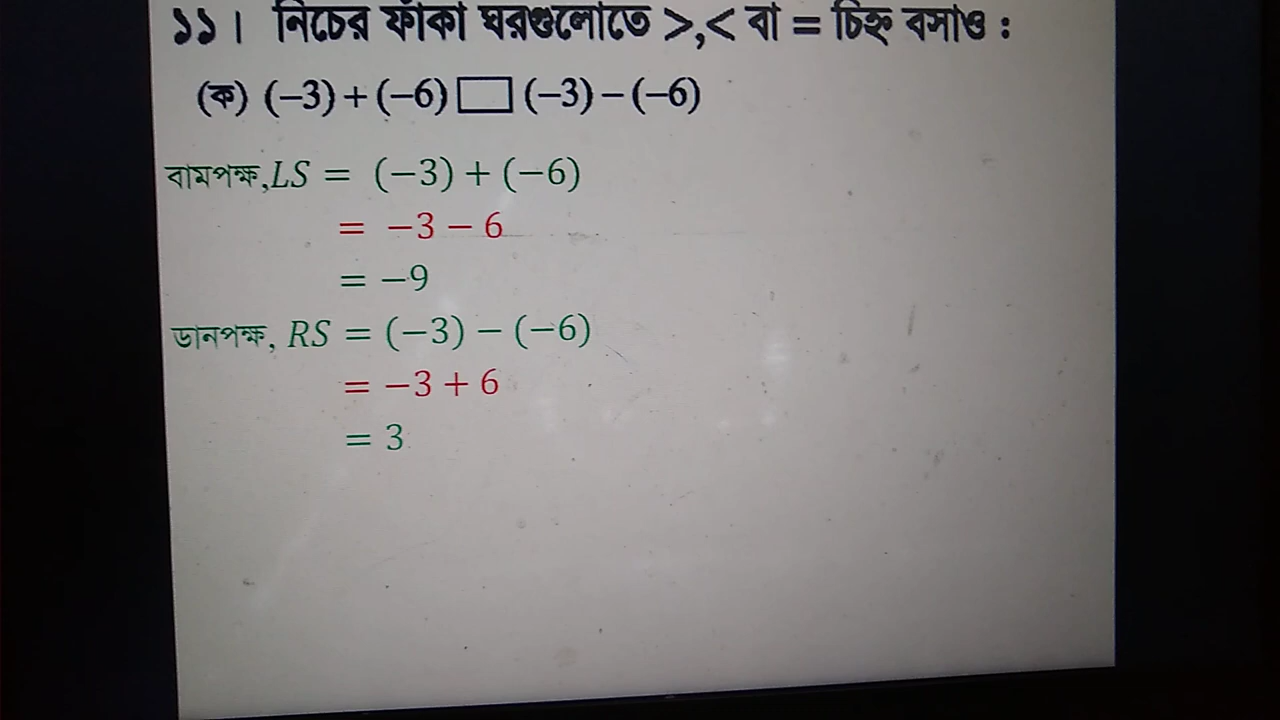 ১১। নিচের ফাঁকা ঘরগুলোতে >,< বা = চিহ্ন বসাও :
(ক) (−3) + (−6) □ (−3) − (−6)
বামপক্ষ,LS = (−3) + (−6)
= −3 − 6
= −9
ডানপক্ষ, RS = (−3) − (−6)
= −3 + 6
= 3